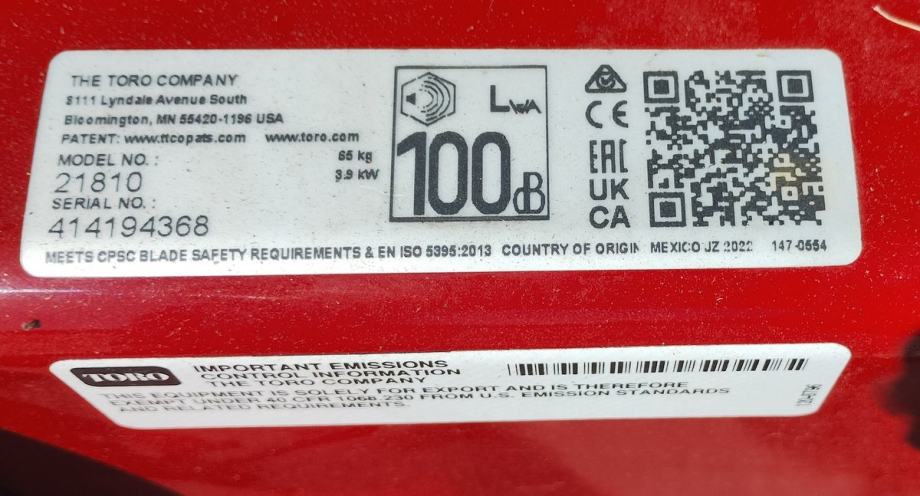 THE TORO COMPANY
8111 Lyndale Avenue South
Bloomington, MN 55420-1196 USA
PATENT: www.ttcopats.com www.toro.com
MODEL NO. :
21810
65 kg
3.9 kW
SERIAL NO. :
414194368
LWA
100dB
CE
EAC
UK
CA
MEETS CPSC BLADE SAFETY REQUIREMENTS & EN ISO 5395:2013 COUNTRY OF ORIGIN MEXICO JZ 2022 147-0554
TORO
IMPORTANT EMISSIONS
CONTROL INFORMATION
THE TORO COMPANY
THIS EQUIPMENT IS SOLELY FOR EXPORT AND IS THEREFORE
EXEMPT UNDER 40 CFR 1068.230 FROM U.S. EMISSION STANDARDS
AND RELATED REQUIREMENTS.